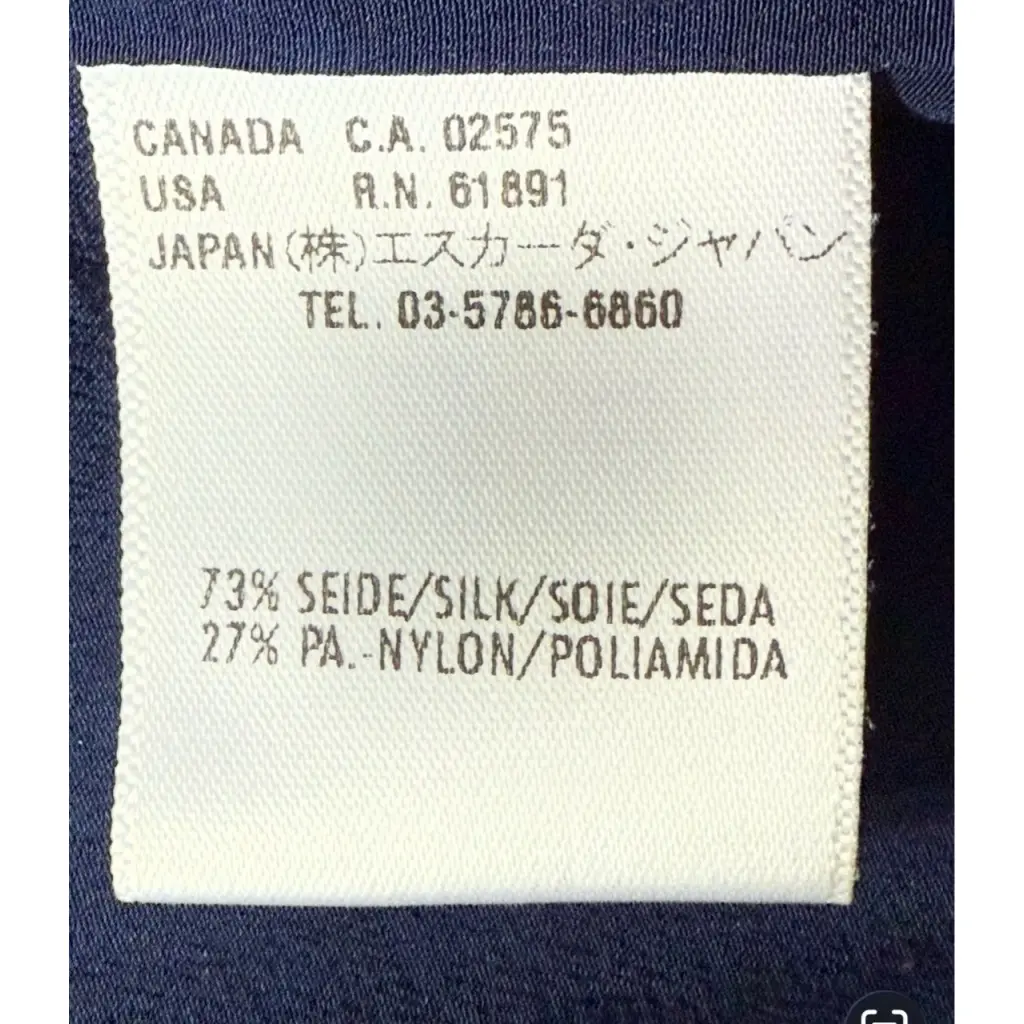 CANADA C.A. 02575
USA R.N. 61891
JAPAN (株)エスカーダ・ジャパン
TEL. 03-5786-6860
73% SEIDE/SILK/SOIE/SEDA
27% PA.-NYLON/POLIAMIDA